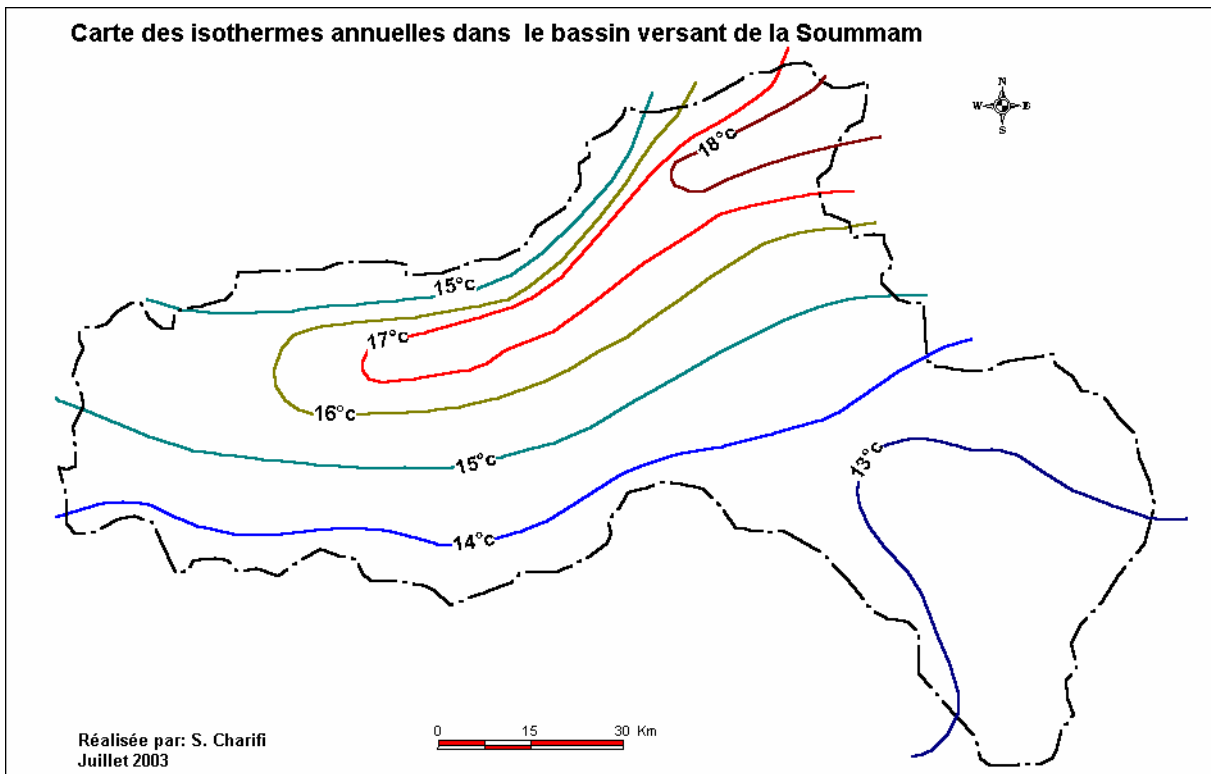 Carte des isothermes annuelles dans le bassin versant de la Soummam
N
W E
S
18°c
15°c
17°c
16°c
15°c
13°c
14°c
0 15 30 Km
Réalisée par: S. Charifi
Juillet 2003